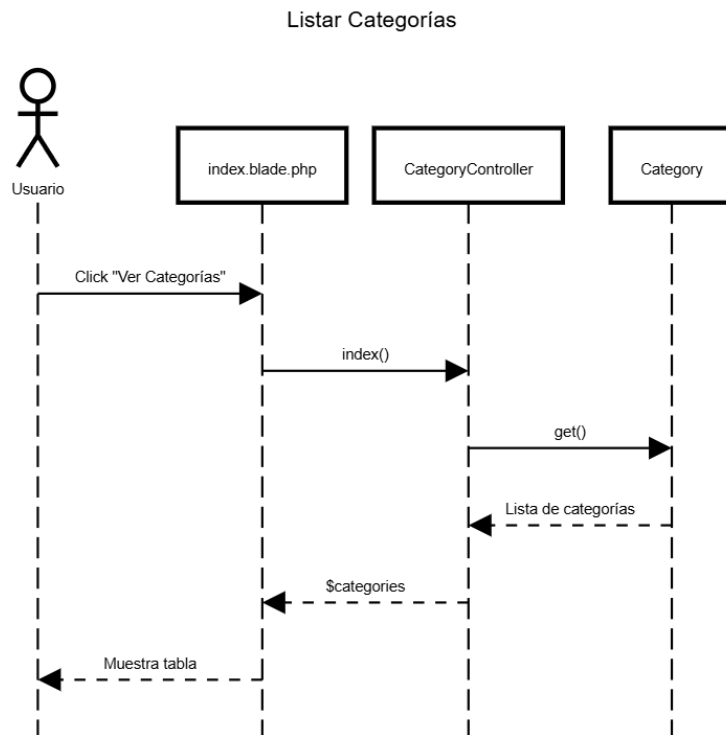 Listar Categorías
Usuario
index.blade.php
CategoryController
Category
Click "Ver Categorías"
index()
get()
Lista de categorías
$categories
Muestra tabla